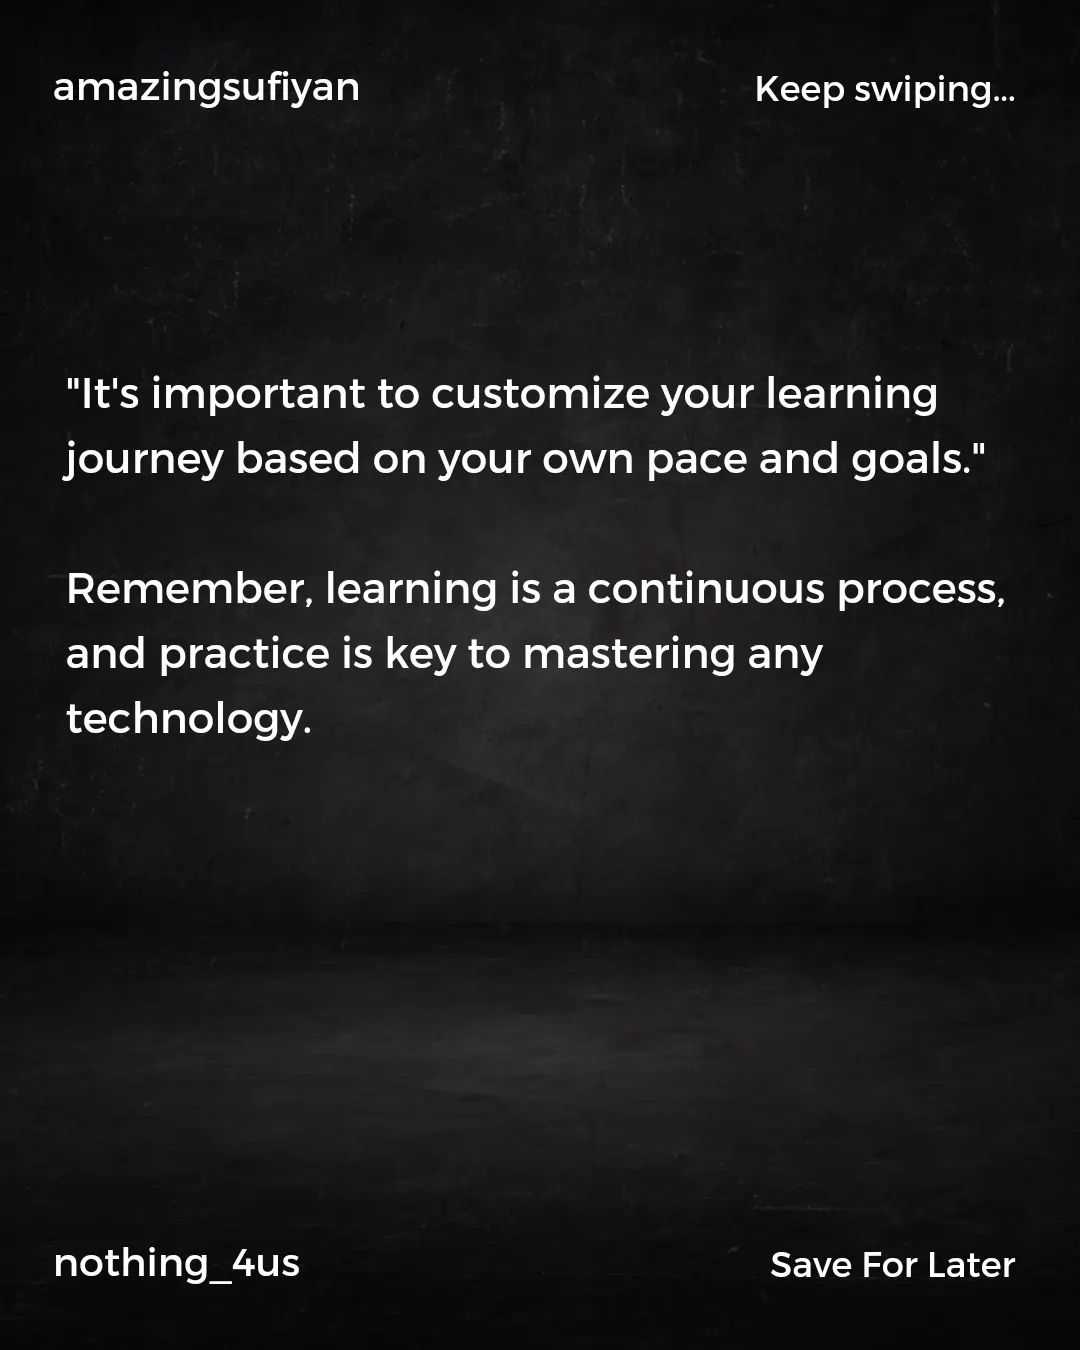 amazingsufiyan
Keep swiping...
"It's important to customize your learning
journey based on your own pace and goals."
Remember, learning is a continuous process,
and practice is key to mastering any
technology.
nothing_4us
Save For Later